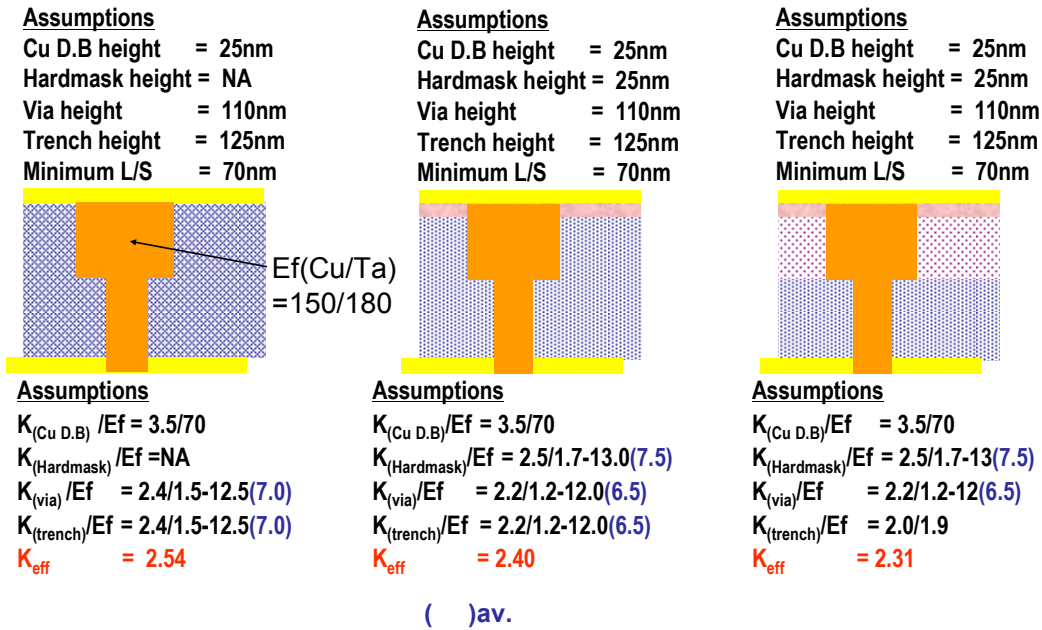 Assumptions
Cu D.B height = 25nm
Hardmask height = NA
Via height = 110nm
Trench height = 125nm
Minimum L/S = 70nm
Ef(Cu/Ta)
=150/180
Assumptions
K(Cu D.B) /Ef = 3.5/70
K(Hardmask) /Ef =NA
K(via) /Ef = 2.4/1.5-12.5(7.0)
K(trench)/Ef = 2.4/1.5-12.5(7.0)
Keff = 2.54
Assumptions
Cu D.B height = 25nm
Hardmask height = 25nm
Via height = 110nm
Trench height = 125nm
Minimum L/S = 70nm
Assumptions
K(Cu D.B)/Ef = 3.5/70
K(Hardmask)/Ef = 2.5/1.7-13.0(7.5)
K(via)/Ef = 2.2/1.2-12.0(6.5)
K(trench)/Ef = 2.2/1.2-12.0(6.5)
Keff = 2.40
Assumptions
Cu D.B height = 25nm
Hardmask height = 25nm
Via height = 110nm
Trench height = 125nm
Minimum L/S = 70nm
Assumptions
K(Cu D.B)/Ef = 3.5/70
K(Hardmask)/Ef = 2.5/1.7-13(7.5)
K(via)/Ef = 2.2/1.2-12(6.5)
K(trench)/Ef = 2.0/1.9
Keff = 2.31
( )av.